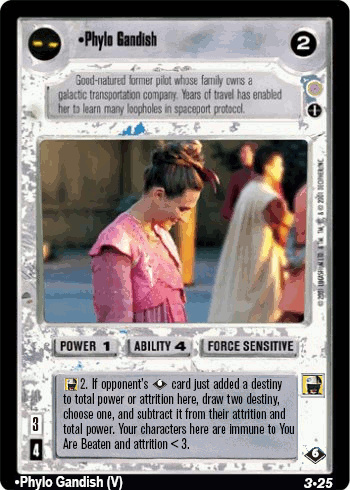 •Phylo Gandish
2
Good-natured former pilot whose family owns a
galactic transportation company. Years of travel has enabled
her to learn many loopholes in spaceport protocol.
POWER 1 ABILITY 4 FORCE SENSITIVE
2. If opponent's card just added a destiny
to total power or attrition here, draw two destiny,
choose one, and subtract it from their attrition and
total power. Your characters here are immune to You
Are Beaten and attrition < 3.
3
4
6
•Phylo Gandish (V) 3•25